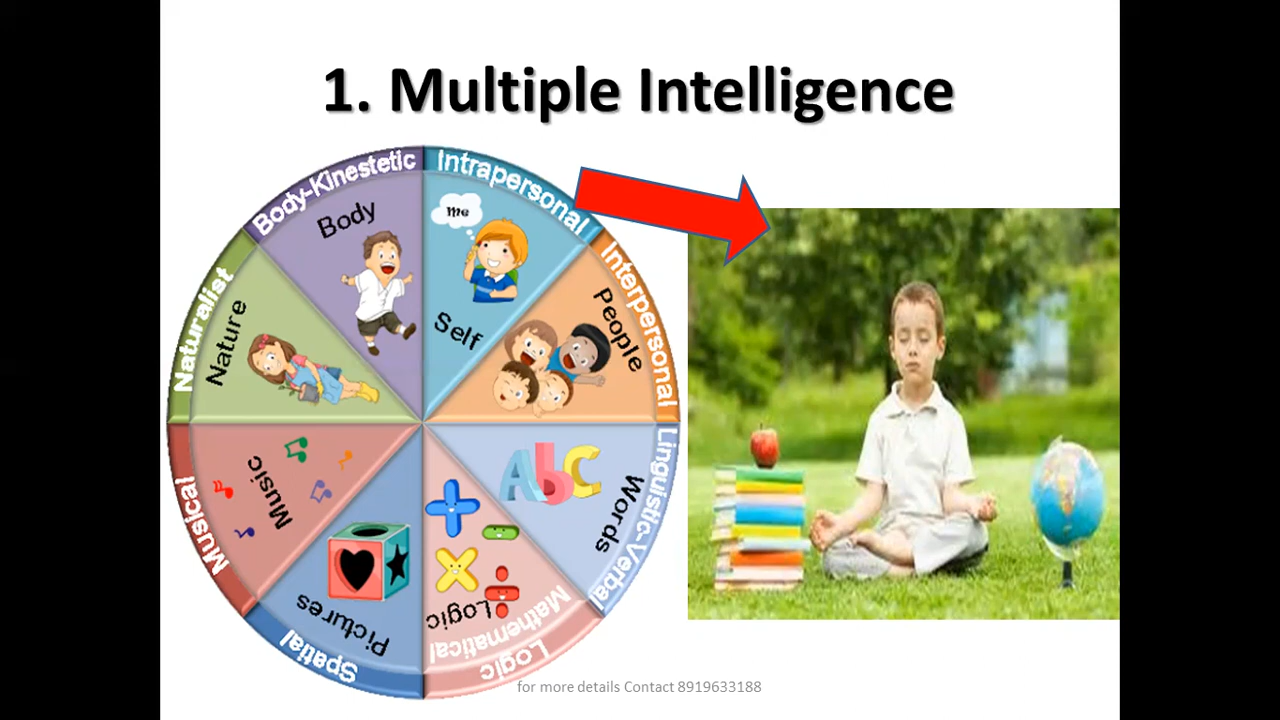 1. Multiple Intelligence
Body-Kinestetic
Body
Intrapersonal
me
Self
Interpersonal
People
Linguistic-Verbal
ABC
Words
Logic
Mathematical
Logic
Spatial
Pictures
Musical
Music
Naturalist
Nature
for more details Contact 8919633188